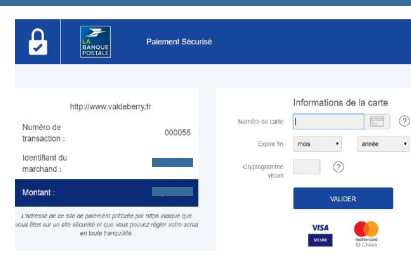 LA
BANQUE
POSTALE
Paiement Sécurisé
http://www.valdeberry.fr
Numéro de
transaction :
000055
Identifiant du
marchand :
Montant :
L'adresse de ce site de paiement préfixée par https indique que
vous êtes sur un site sécurisé et que vous pouvez régler votre achat
en toute tranquillité
Informations de la carte
Numéro de carte
?
Expire fin
mois
année
Cryptogramme
Visuel
?
VALIDER
VISA
SECURE
mastercard
ID Check